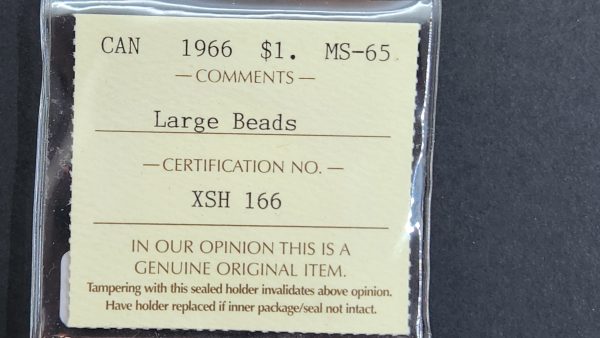 CAN 1966 $1. MS-65
— COMMENTS —
Large Beads
— CERTIFICATION NO. —
XSH 166
IN OUR OPINION THIS IS A
GENUINE ORIGINAL ITEM.
Tampering with this sealed holder invalidates above opinion.
Have holder replaced if inner package/seal not intact.